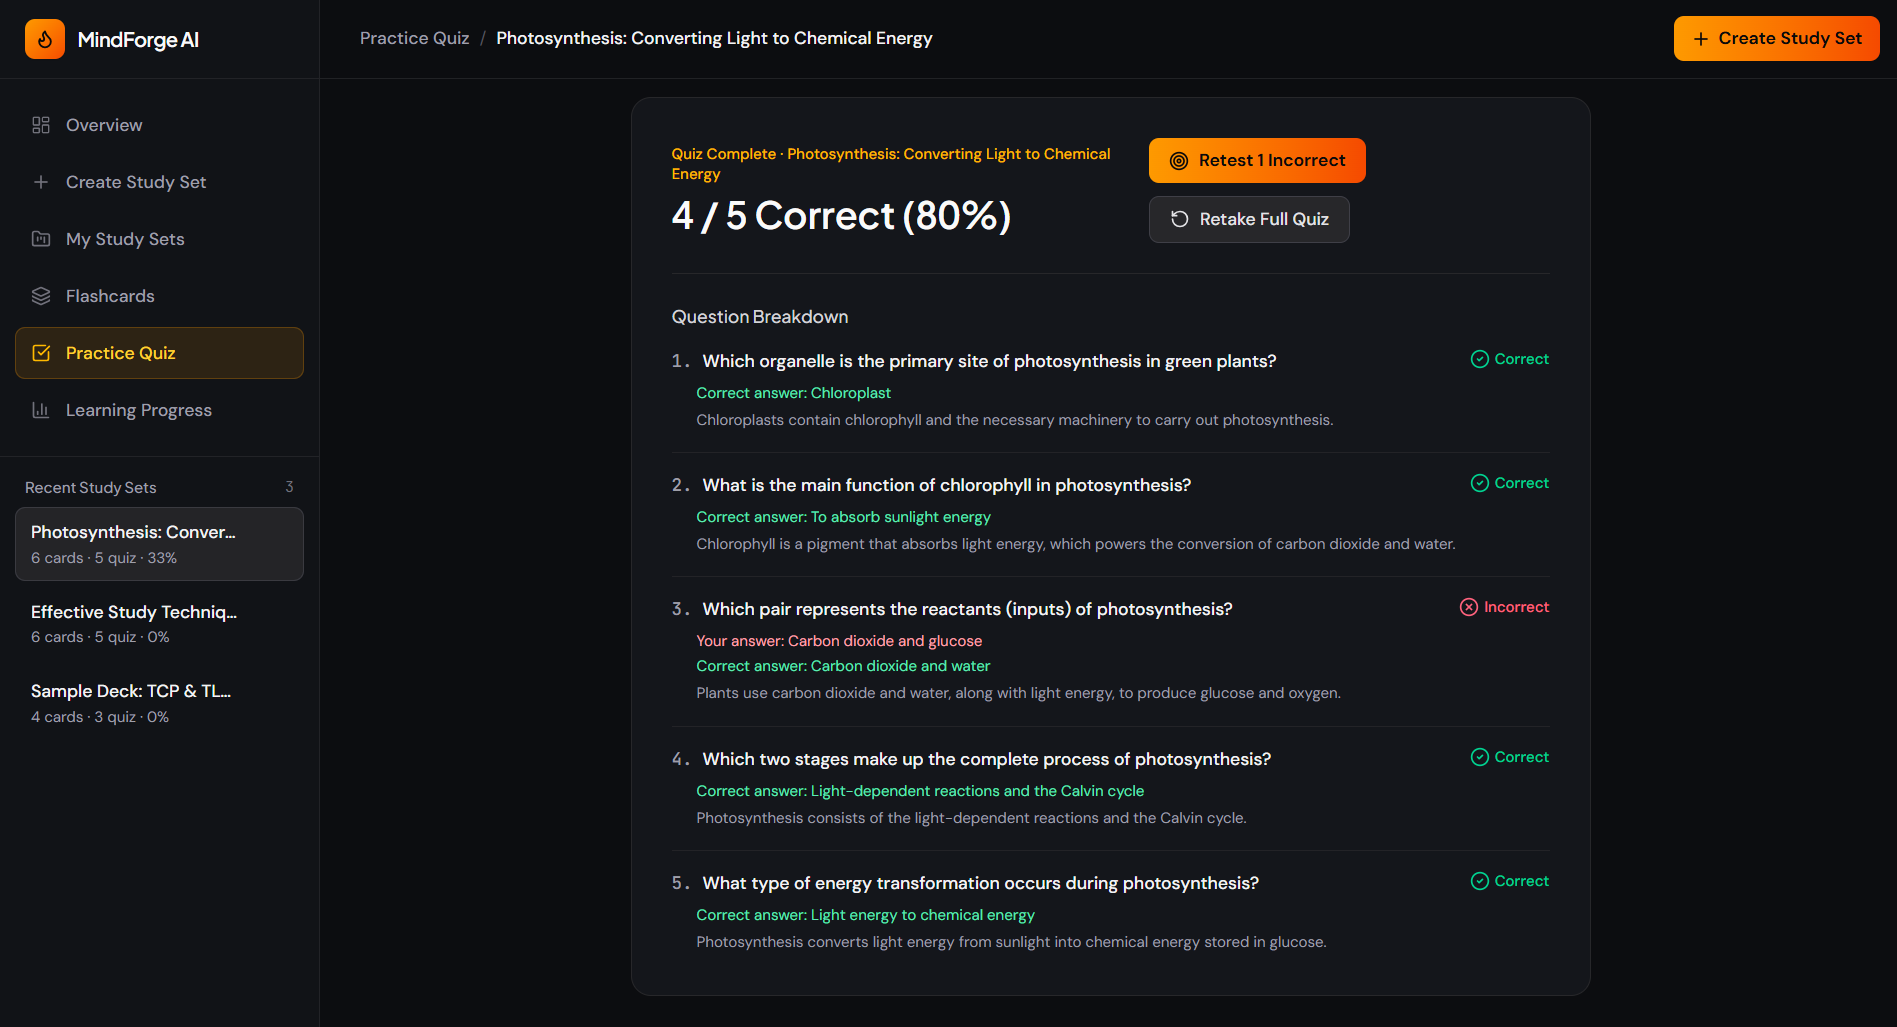 MindForge AI
Practice Quiz / Photosynthesis: Converting Light to Chemical Energy
+ Create Study Set
Overview
Create Study Set
My Study Sets
Flashcards
Practice Quiz
Learning Progress
Recent Study Sets 3
Photosynthesis: Conver...
6 cards · 5 quiz · 33%
Effective Study Techniq...
6 cards · 5 quiz · 0%
Sample Deck: TCP & TL...
4 cards · 3 quiz · 0%
Quiz Complete · Photosynthesis: Converting Light to Chemical
Energy
4 / 5 Correct (80%)
Retest 1 Incorrect
Retake Full Quiz
Question Breakdown
1. Which organelle is the primary site of photosynthesis in green plants? Correct
Correct answer: Chloroplast
Chloroplasts contain chlorophyll and the necessary machinery to carry out photosynthesis.
2. What is the main function of chlorophyll in photosynthesis? Correct
Correct answer: To absorb sunlight energy
Chlorophyll is a pigment that absorbs light energy, which powers the conversion of carbon dioxide and water.
3. Which pair represents the reactants (inputs) of photosynthesis? Incorrect
Your answer: Carbon dioxide and glucose
Correct answer: Carbon dioxide and water
Plants use carbon dioxide and water, along with light energy, to produce glucose and oxygen.
4. Which two stages make up the complete process of photosynthesis? Correct
Correct answer: Light-dependent reactions and the Calvin cycle
Photosynthesis consists of the light-dependent reactions and the Calvin cycle.
5. What type of energy transformation occurs during photosynthesis? Correct
Correct answer: Light energy to chemical energy
Photosynthesis converts light energy from sunlight into chemical energy stored in glucose.